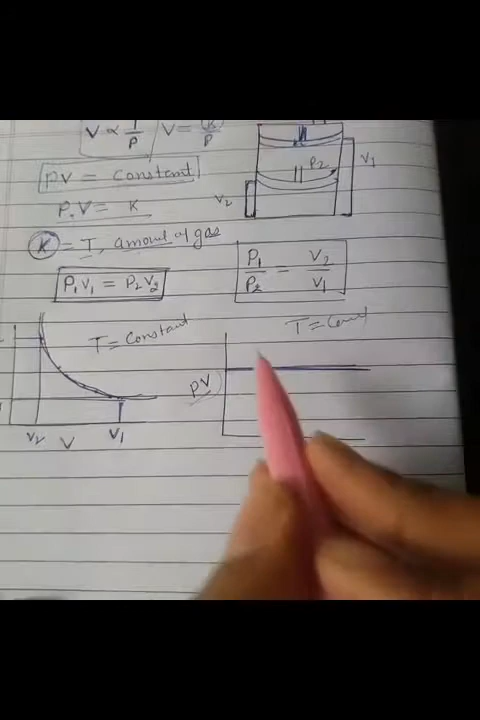 V ∝ 1/P V = K/P
PV = Constant
P.V = K
K = T, amount of gas
P₁V₁ = P₂V₂
P₁/P₂ = V₂/V₁
P₂
V₁
V₂
T = Constant
V₂ V V₁
T = Const
PV